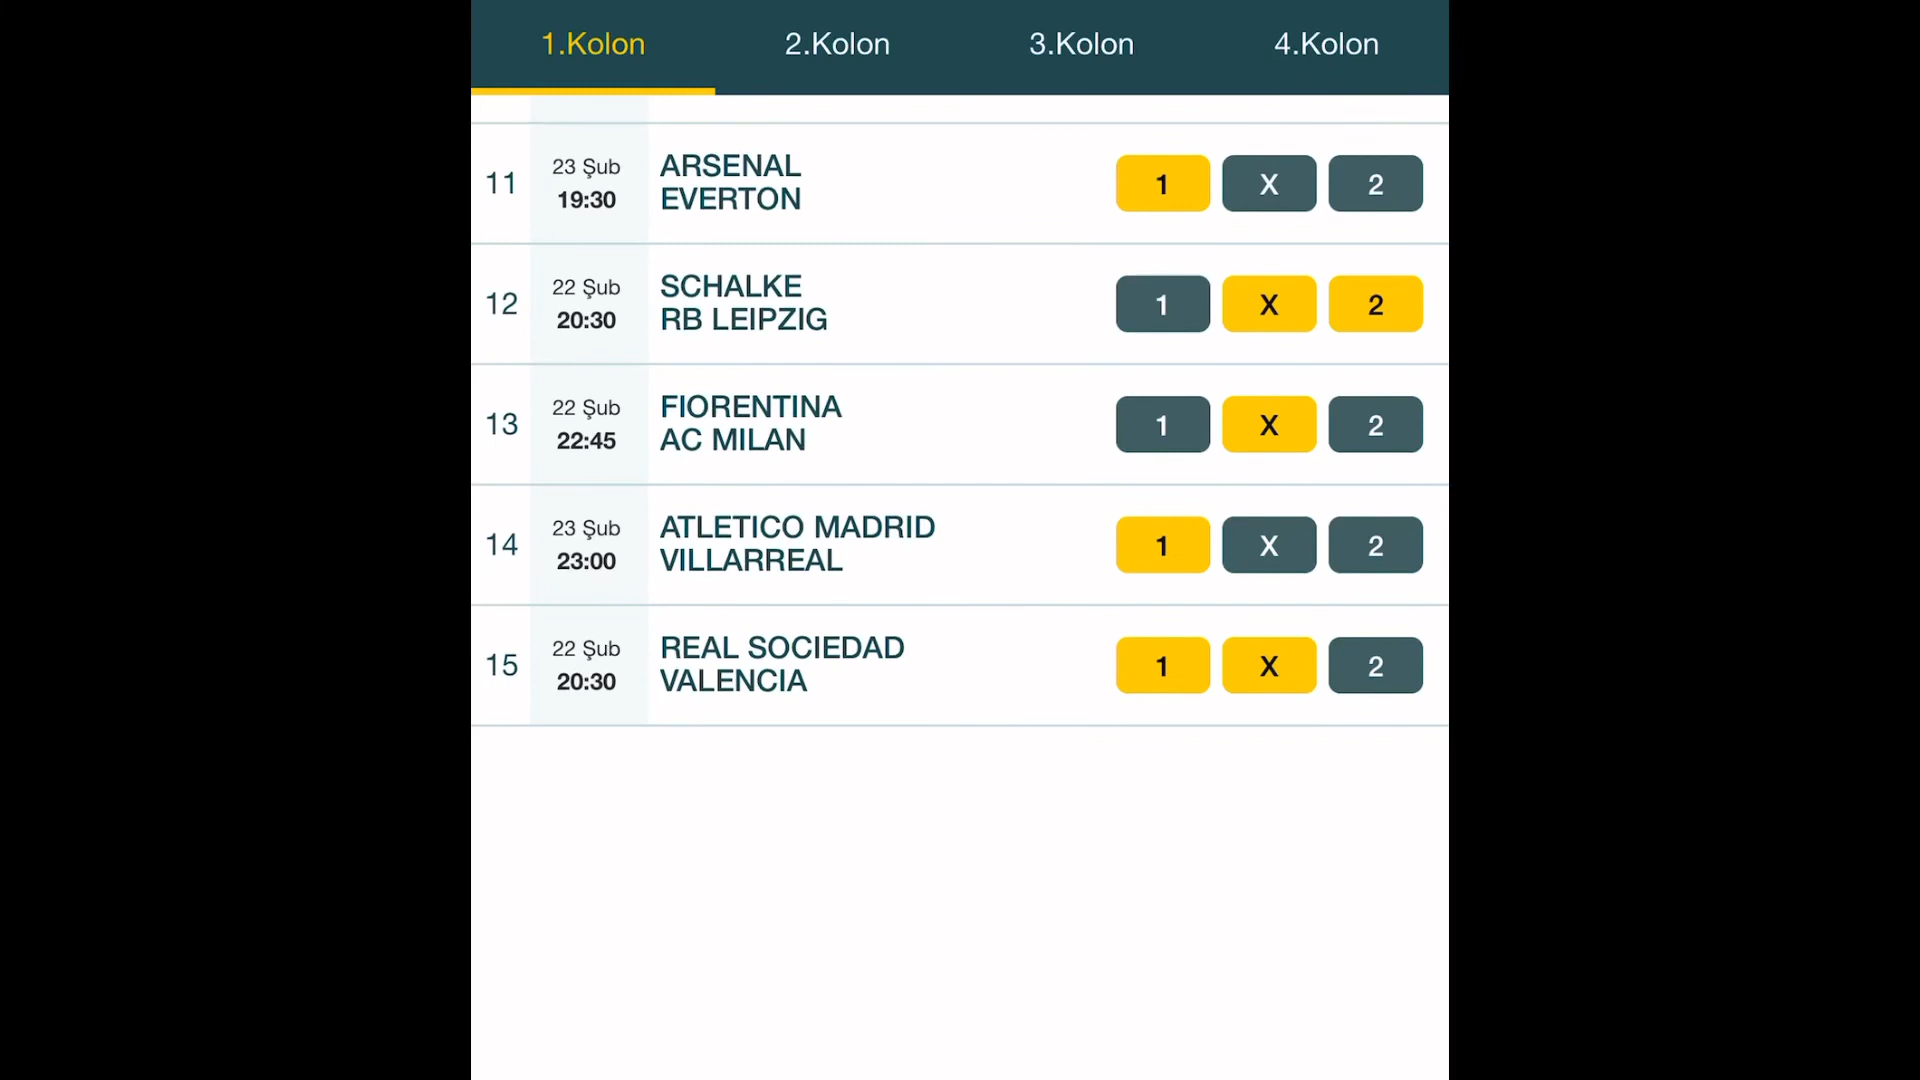 1.Kolon 2.Kolon 3.Kolon 4.Kolon
11 23 Şub 19:30 ARSENAL EVERTON 1 X 2
12 22 Şub 20:30 SCHALKE RB LEIPZIG 1 X 2
13 22 Şub 22:45 FIORENTINA AC MILAN 1 X 2
14 23 Şub 23:00 ATLETICO MADRID VILLARREAL 1 X 2
15 22 Şub 20:30 REAL SOCIEDAD VALENCIA 1 X 2